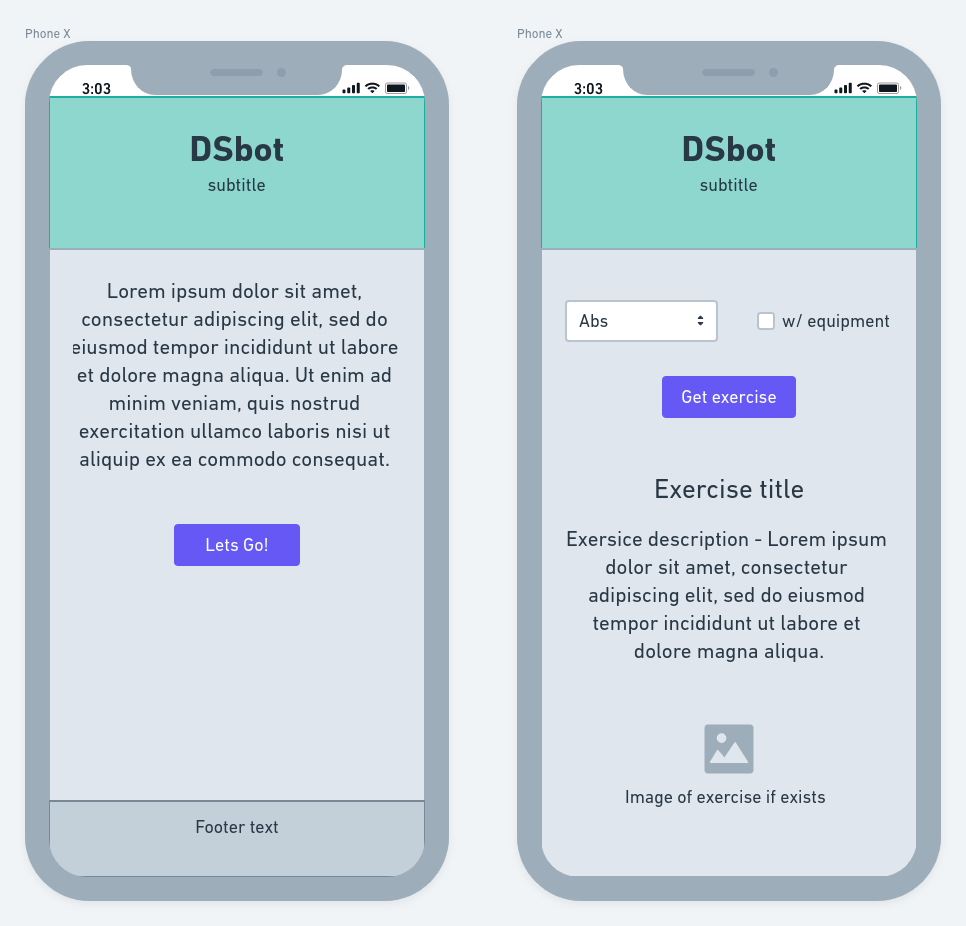 Phone X
3:03
DSbot
subtitle
Lorem ipsum dolor sit amet,
consectetur adipiscing elit, sed do
eiusmod tempor incididunt ut labore
et dolore magna aliqua. Ut enim ad
minim veniam, quis nostrud
exercitation ullamco laboris nisi ut
aliquip ex ea commodo consequat.
Lets Go!
Footer text
Phone X
3:03
DSbot
subtitle
Abs
w/ equipment
Get exercise
Exercise title
Exersice description - Lorem ipsum
dolor sit amet, consectetur
adipiscing elit, sed do eiusmod
tempor incididunt ut labore et
dolore magna aliqua.
Image of exercise if exists